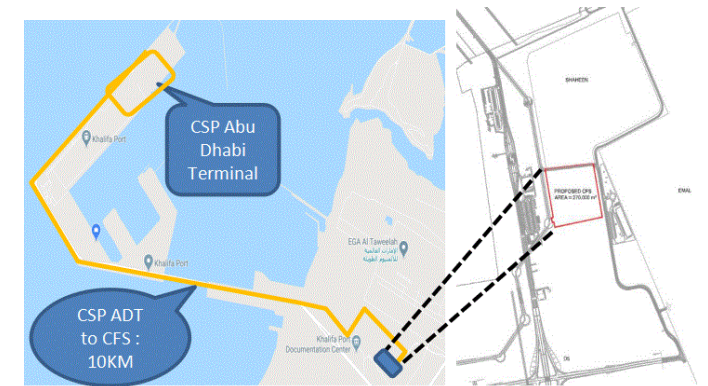 CSP Abu
Dhabi
Terminal
Khalifa Port
Khalifa Port
EGA Al Taweelah
الإمارات العالمية
للألمنيوم الطويلة
CSP ADT
to CFS :
10KM
Khalifa Port
Documentation Center
SHAHEEN
PROPOSED CFS
AREA = 275,000 m²
EMAL